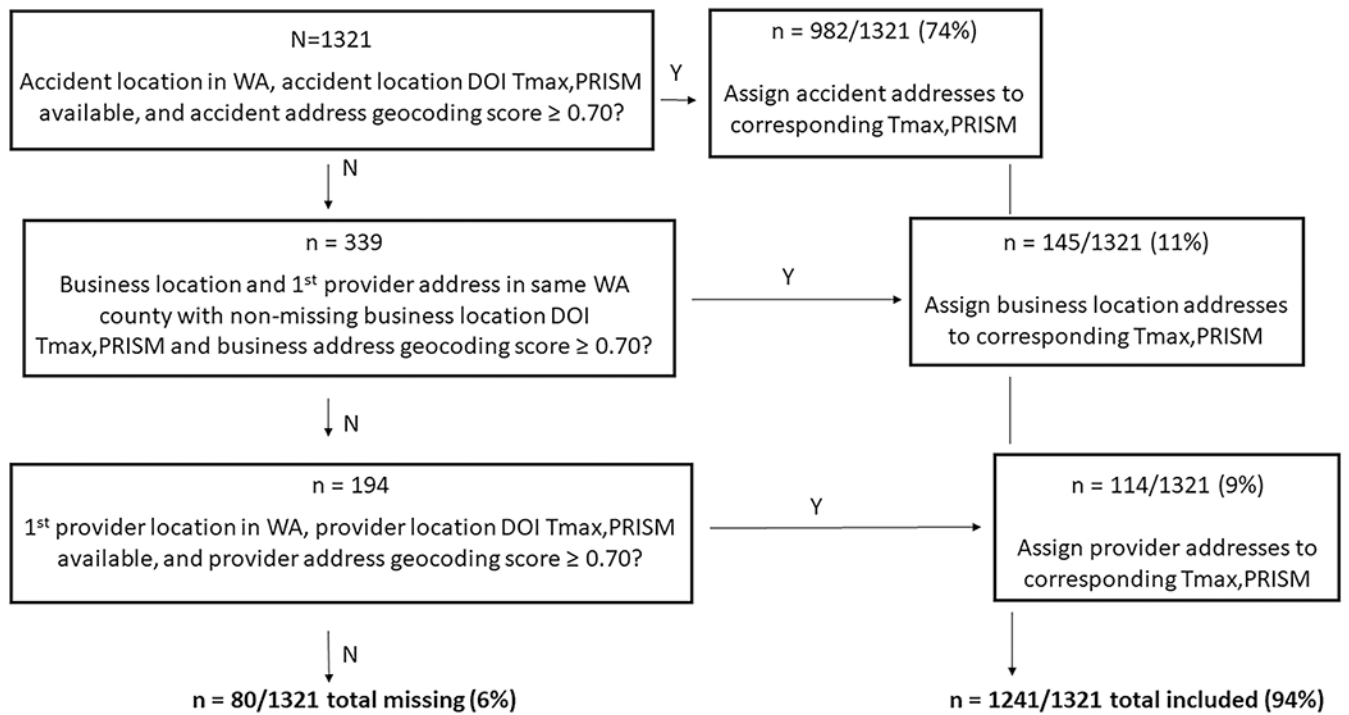 N=1321
Accident location in WA, accident location DOI Tmax,PRISM
available, and accident address geocoding score ≥ 0.70?
Y
n = 982/1321 (74%)
Assign accident addresses to
corresponding Tmax,PRISM
N
n = 339
Business location and 1st provider address in same WA
county with non-missing business location DOI
Tmax,PRISM and business address geocoding score ≥ 0.70?
Y
n = 145/1321 (11%)
Assign business location addresses
to corresponding Tmax,PRISM
N
n = 194
1st provider location in WA, provider location DOI Tmax,PRISM
available, and provider address geocoding score ≥ 0.70?
Y
n = 114/1321 (9%)
Assign provider addresses to
corresponding Tmax,PRISM
N
n = 80/1321 total missing (6%)
n = 1241/1321 total included (94%)